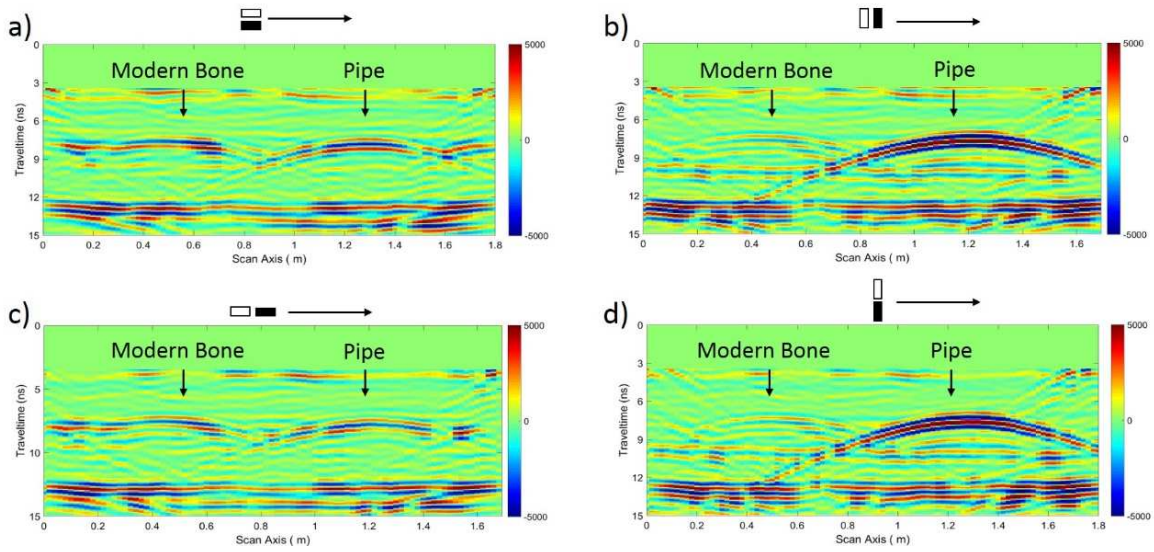 a)
Modern Bone Pipe
0
3
6
9
12
15
Traveltime (ns)
0 0.2 0.4 0.6 0.8 1 1.2 1.4 1.6 1.8
Scan Axis ( m)
5000
0
-5000
b)
Modern Bone Pipe
0
3
6
9
12
15
Traveltime (ns)
0 0.2 0.4 0.6 0.8 1 1.2 1.4 1.6
Scan Axis ( m)
5000
0
-5000
c)
Modern Bone Pipe
0
5
10
15
Traveltime (ns)
0 0.2 0.4 0.6 0.8 1 1.2 1.4 1.6
Scan Axis ( m)
5000
0
-5000
d)
Modern Bone Pipe
0
3
6
9
12
15
Traveltime (ns)
0 0.2 0.4 0.6 0.8 1 1.2 1.4 1.6 1.8
Scan Axis ( m)
5000
0
-5000